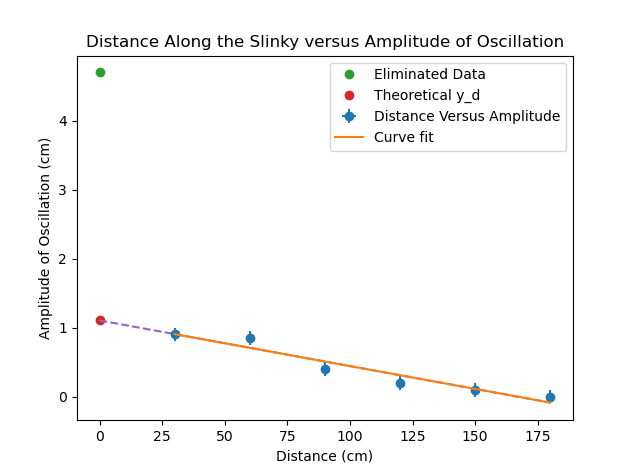 Distance Along the Slinky versus Amplitude of Oscillation
Eliminated Data
Theoretical y_d
Distance Versus Amplitude
Curve fit
Amplitude of Oscillation (cm)
4
3
2
1
0
0 25 50 75 100 125 150 175
Distance (cm)